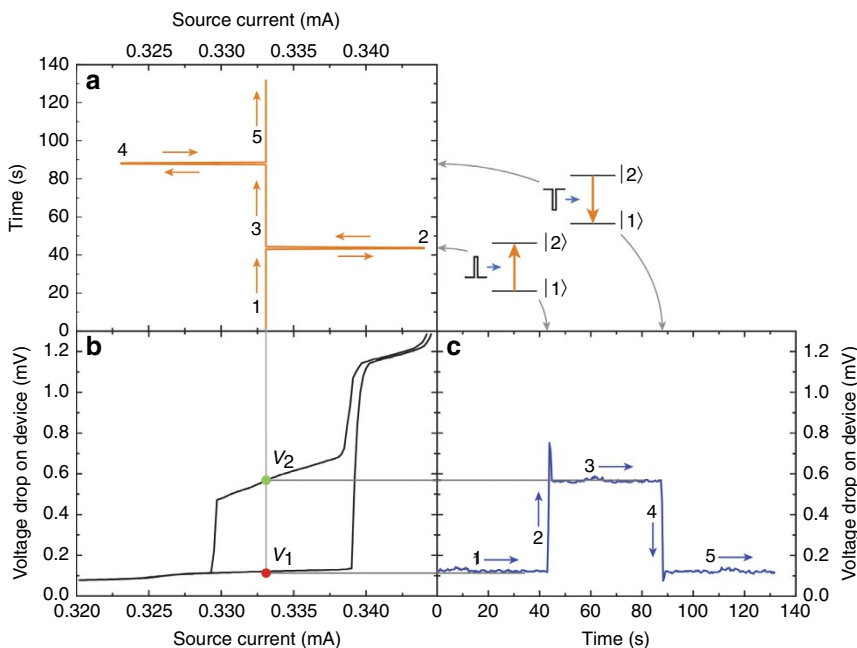 Source current (mA)
0.325 0.330 0.335 0.340
a
Time (s)
140
120
100
80
60
40
20
0
4
5
3
2
1
|2⟩
|1⟩
|2⟩
|1⟩
b
Voltage drop on device (mV)
1.2
1.0
0.8
0.6
0.4
0.2
0.0
V2
V1
0.320 0.325 0.330 0.335 0.340
Source current (mA)
c
1
2
3
4
5
0 20 40 60 80 100 120 140
Time (s)
1.2
1.0
0.8
0.6
0.4
0.2
0.0
Voltage drop on device (mV)